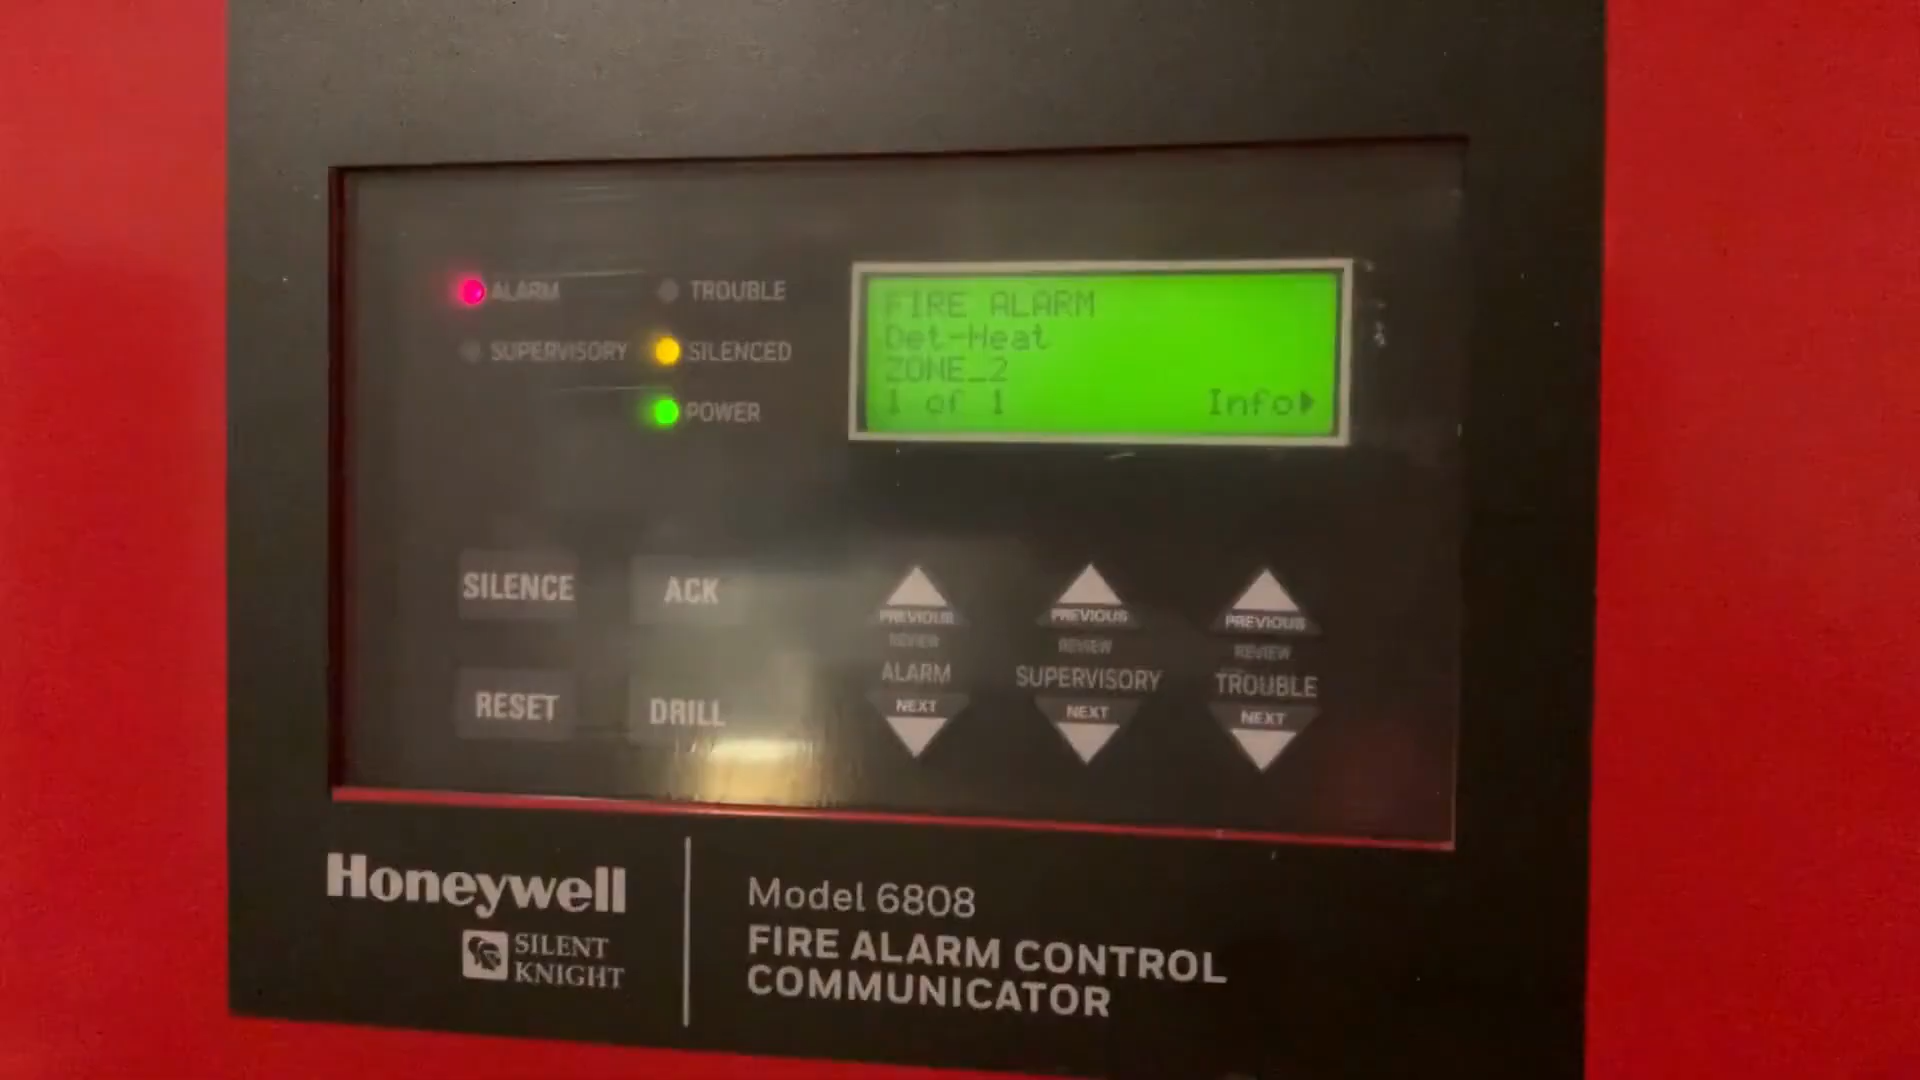 ALARM
TROUBLE
SUPERVISORY
SILENCED
POWER
FIRE ALARM
Det-Heat
ZONE_2
1 of 1 Info
SILENCE
ACK
RESET
DRILL
PREVIOUS
REVIEW
ALARM
NEXT
PREVIOUS
REVIEW
SUPERVISORY
NEXT
PREVIOUS
REVIEW
TROUBLE
NEXT
Honeywell
SILENT
KNIGHT
Model 6808
FIRE ALARM CONTROL
COMMUNICATOR